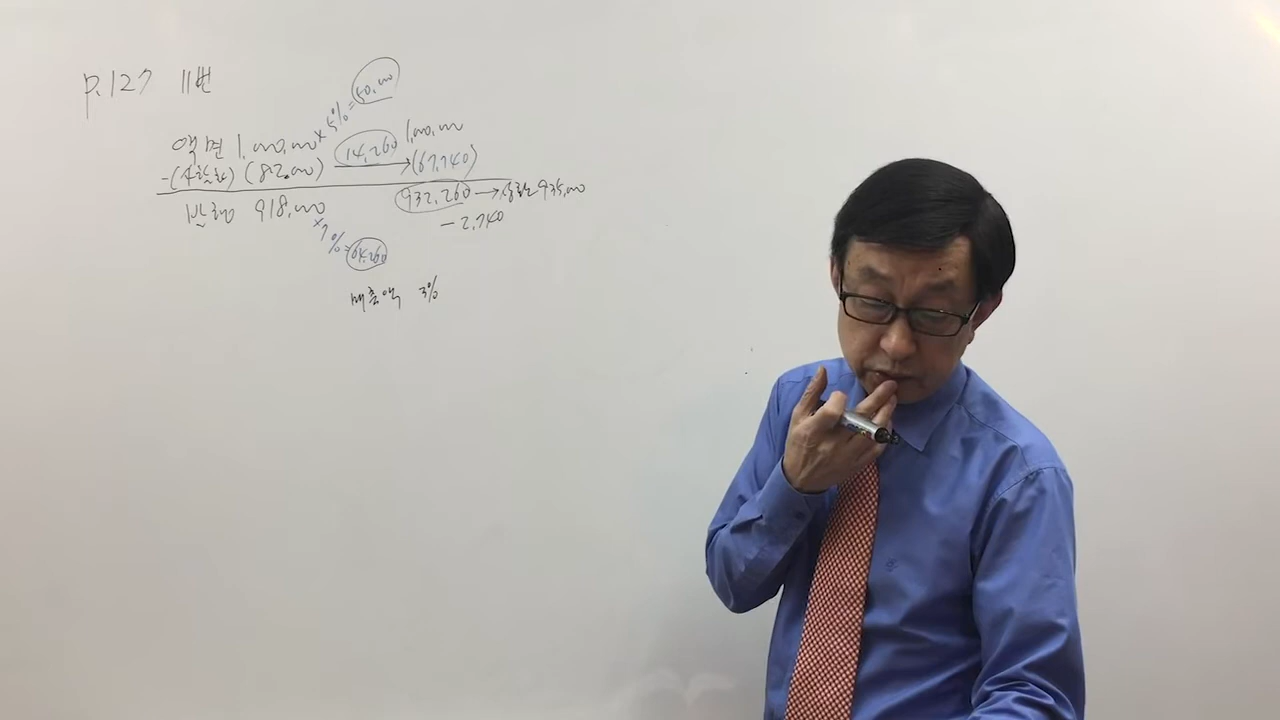 P.127 11번
액면 1,000,000 × 5% = 50,000
-(사할차) (82,000) 14,260 → 1,000,000
(67,740)
발행 918,000
× 7% = 64,260
932,260 → 상환 935,000
-2,740
매출액 3%